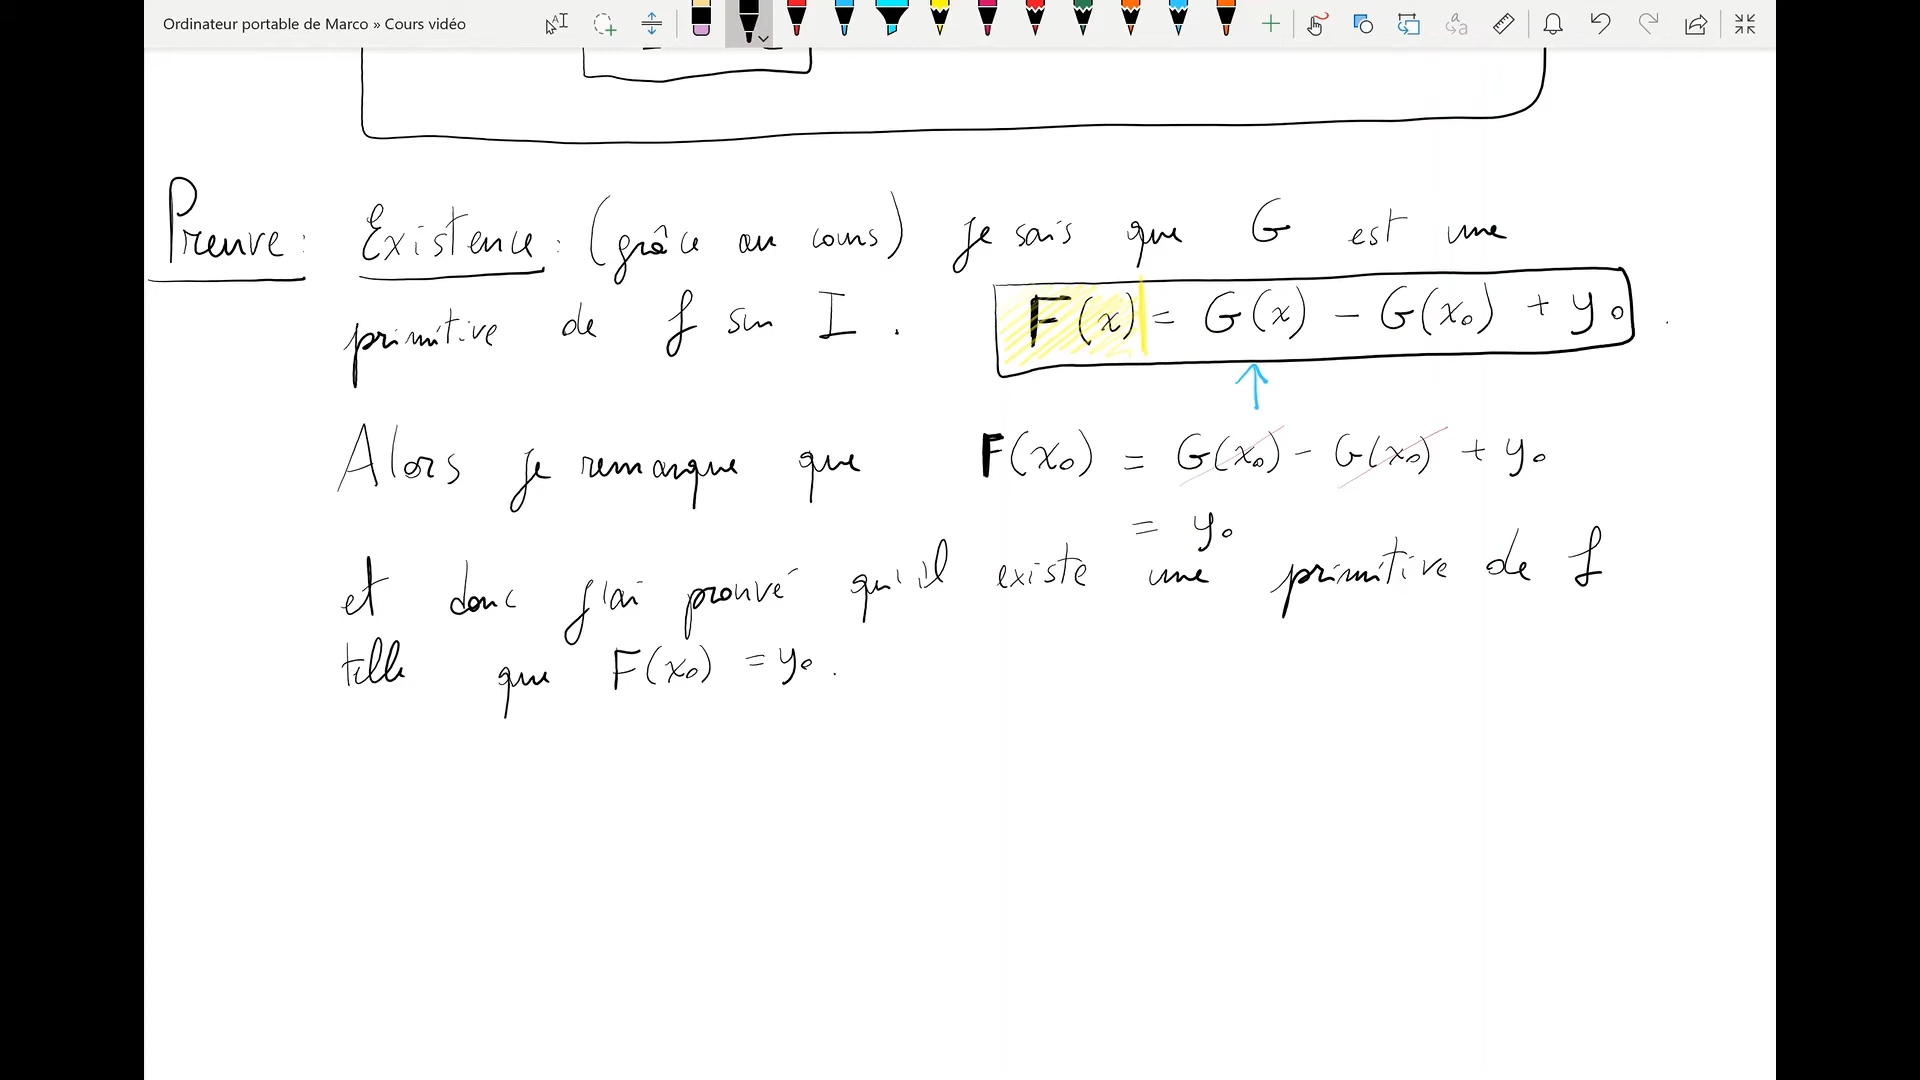 Ordinateur portable de Marco » Cours vidéo
Preuve : Existence : (grâce au cours) je sais que G est une
primitive de f sur I . F(x) = G(x) - G(x₀) + y₀ .
Alors je remarque que F(x₀) = G(x₀) - G(x₀) + y₀
= y₀
et donc j'ai prouvé qu'il existe une primitive de f
telle que F(x₀) = y₀ .